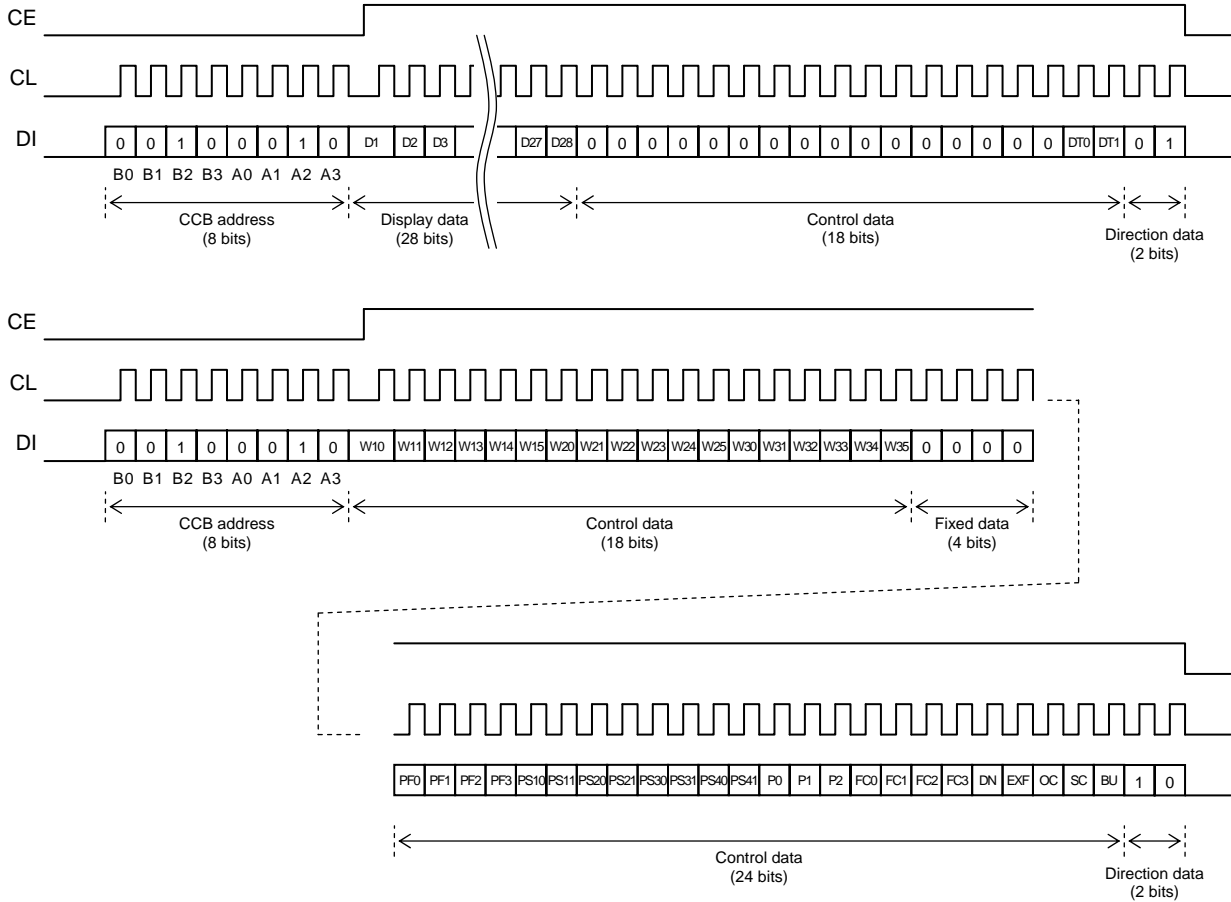 CE
CL
DI 0 0 1 0 0 0 1 0 D1 D2 D3 D27 D28 0 0 0 0 0 0 0 0 0 0 0 0 0 0 0 0 DT0 DT1 0 1
B0 B1 B2 B3 A0 A1 A2 A3
CCB address
(8 bits)
Display data
(28 bits)
Control data
(18 bits)
Direction data
(2 bits)
CE
CL
DI 0 0 1 0 0 0 1 0 W10 W11 W12 W13 W14 W15 W20 W21 W22 W23 W24 W25 W30 W31 W32 W33 W34 W35 0 0 0 0
B0 B1 B2 B3 A0 A1 A2 A3
CCB address
(8 bits)
Control data
(18 bits)
Fixed data
(4 bits)
PF0 PF1 PF2 PF3 PS10 PS11 PS20 PS21 PS30 PS31 PS40 PS41 P0 P1 P2 FC0 FC1 FC2 FC3 DN EXF OC SC BU 1 0
Control data
(24 bits)
Direction data
(2 bits)